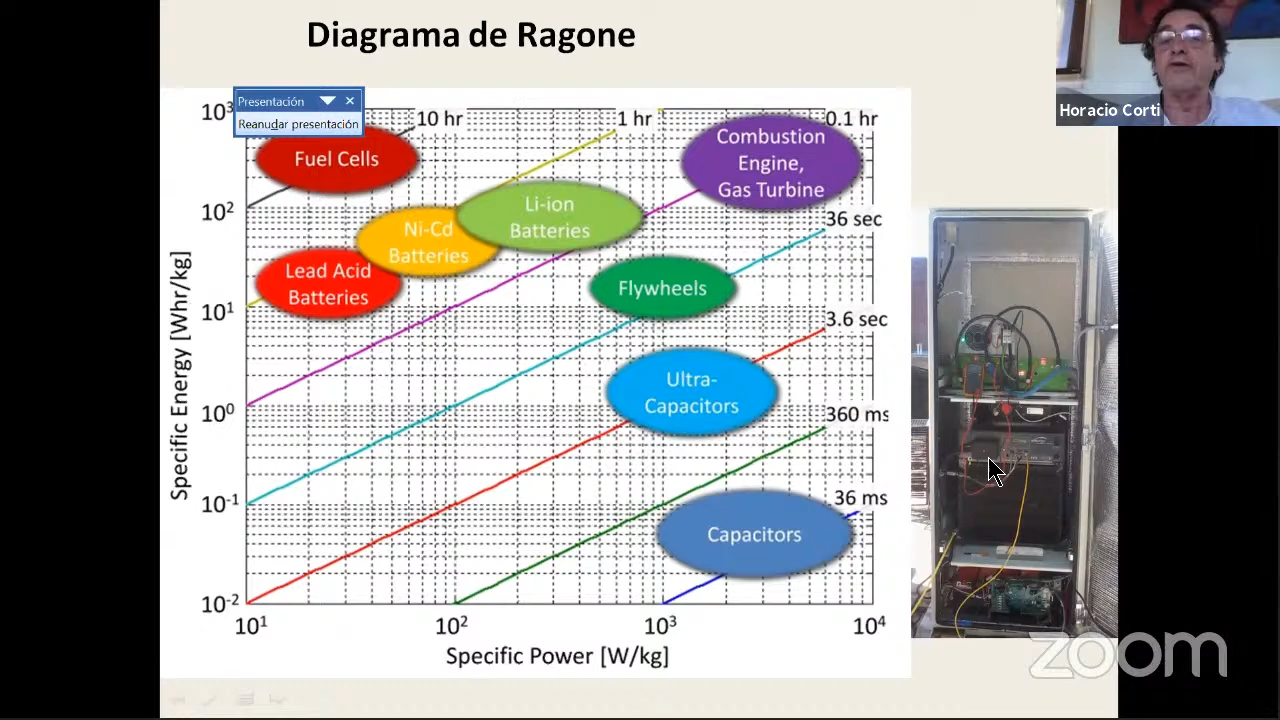 Diagrama de Ragone
Horacio Corti
Presentación
Reanudar presentación
10³
10 hr
1 hr
0.1 hr
Fuel Cells
Combustion
Engine,
Gas Turbine
10²
Li-ion
Batteries
36 sec
Ni-Cd
Batteries
Lead Acid
Batteries
Flywheels
10¹
3.6 sec
Ultra-
Capacitors
10⁰
360 ms
10⁻¹
36 ms
Capacitors
10⁻²
10¹
10²
10³
10⁴
Specific Energy [Whr/kg]
Specific Power [W/kg]
zoom